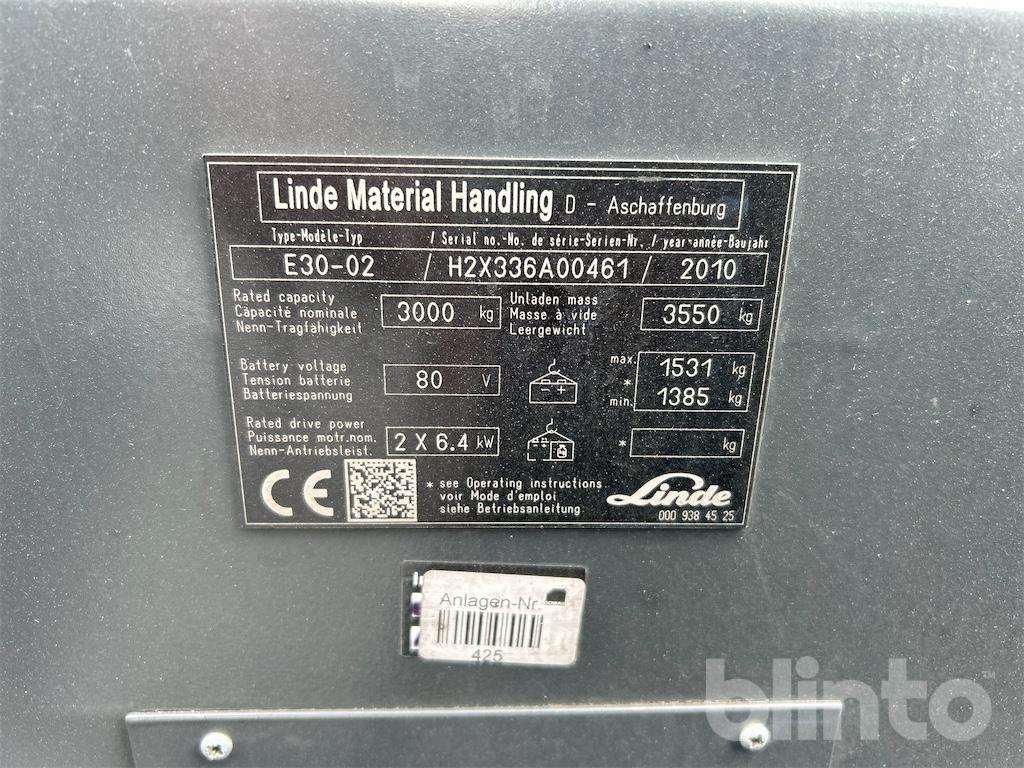 Linde Material Handling D - Aschaffenburg
Type-Modèle-Typ / Serial no.-No. de série-Serien-Nr. / year-année-Baujahr
E30-02 / H2X336A00461 / 2010
Rated capacity
Capacité nominale
Nenn-Tragfähigkeit
3000 kg
Unladen mass
Masse à vide
Leergewicht
3550 kg
Battery voltage
Tension batterie
Batteriespannung
80 V
- +
max. 1531 kg
*
min. 1385 kg
Rated drive power
Puissance motr.nom.
Nenn-Antriebsleist.
2 X 6.4 kW
* kg
CE
* see Operating instructions
voir Mode d'emploi
siehe Betriebsanleitung
Linde
000 938 45 25
Anlagen-Nr.
425
blinto™